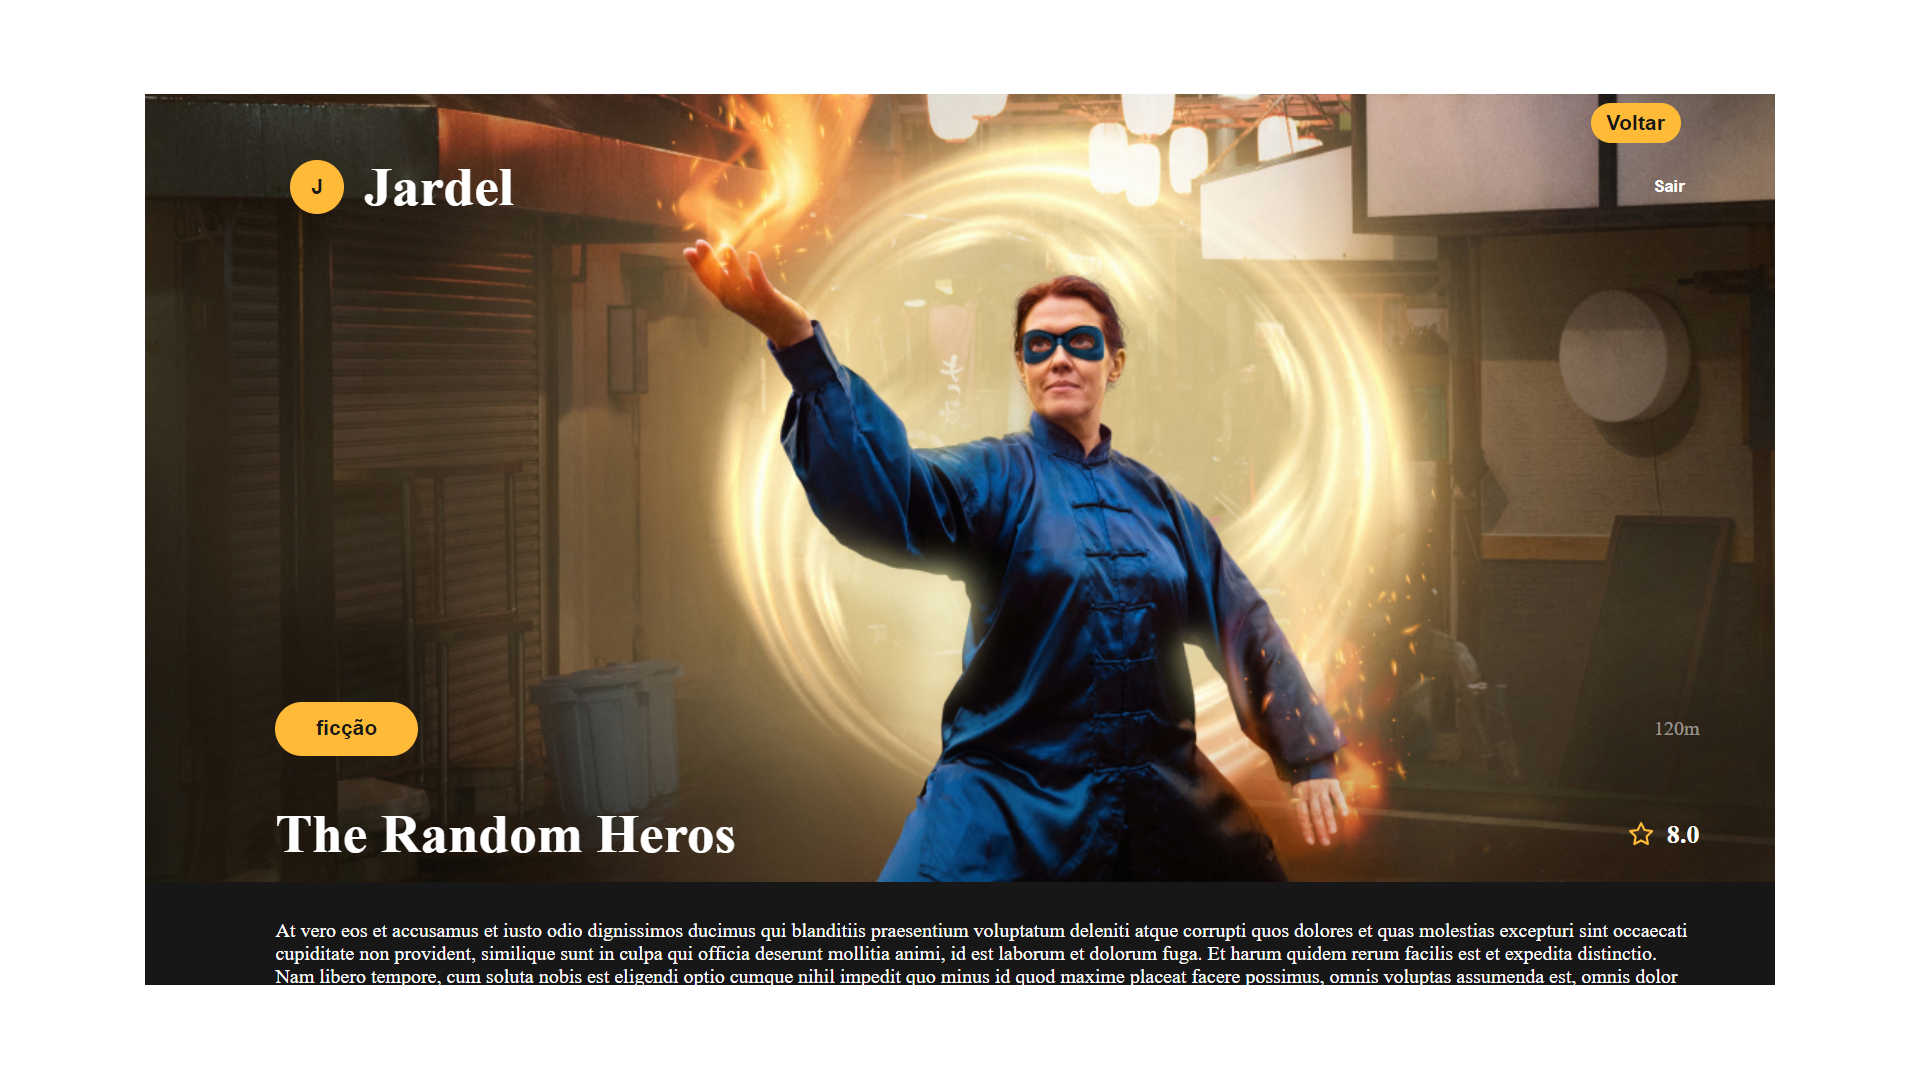 Voltar
J
Jardel
Sair
ficção
120m
The Random Heros
8.0
At vero eos et accusamus et iusto odio dignissimos ducimus qui blanditiis praesentium voluptatum deleniti atque corrupti quos dolores et quas molestias excepturi sint occaecati
cupiditate non provident, similique sunt in culpa qui officia deserunt mollitia animi, id est laborum et dolorum fuga. Et harum quidem rerum facilis est et expedita distinctio.
Nam libero tempore, cum soluta nobis est eligendi optio cumque nihil impedit quo minus id quod maxime placeat facere possimus, omnis voluptas assumenda est, omnis dolor